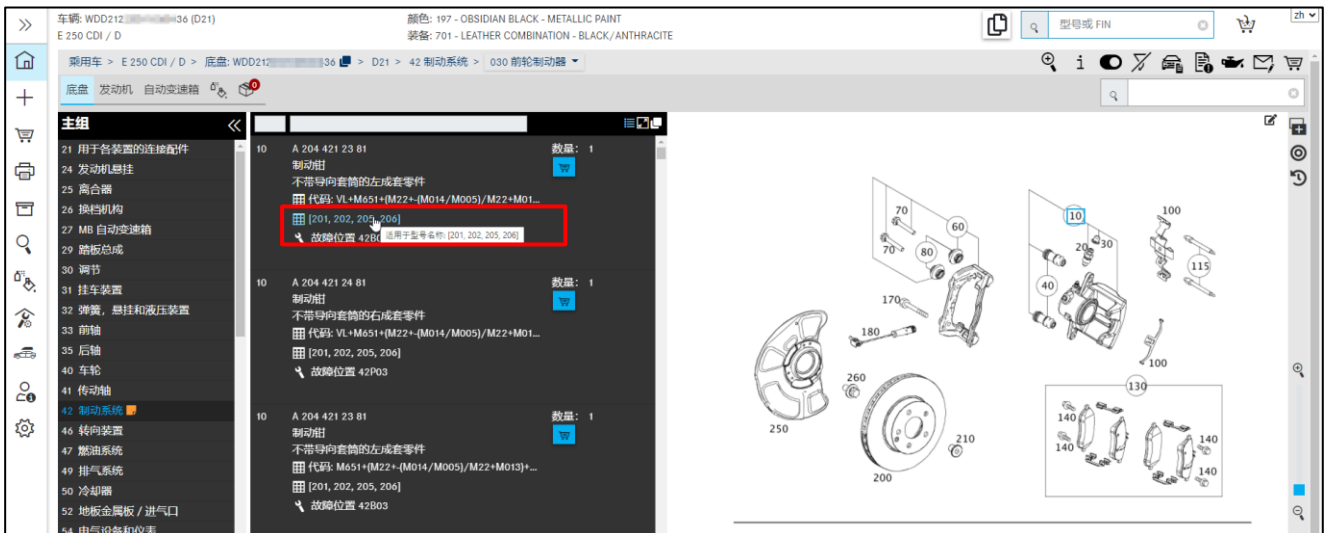 车辆: WDD212 36 (D21)
E 250 CDI / D
颜色: 197 - OBSIDIAN BLACK - METALLIC PAINT
装备: 701 - LEATHER COMBINATION - BLACK/ANTHRACITE
型号或 FIN
zh
乘用车 > E 250 CDI / D > 底盘: WDD212 36 > D21 > 42 制动系统 > 030 前轮制动器
底盘 发动机 自动变速箱 0
主组
21 用于各装置的连接配件
24 发动机悬挂
25 离合器
26 换档机构
27 MB 自动变速箱
29 踏板总成
30 调节
31 挂车装置
32 弹簧，悬挂和液压装置
33 前轴
35 后轴
40 车轮
41 传动轴
42 制动系统
46 转向装置
47 燃油系统
49 排气系统
50 冷却器
52 地板金属板 / 进气口
54 电气设备和仪表
10 A 204 421 23 81 数量: 1
制动钳
不带导向套筒的左成套零件
代码: VL+M651+(M22+-(M014/M005)/M22+M01...
[201, 202, 205, 206]
适用于型号名称: [201, 202, 205, 206]
故障位置 42B0
10 A 204 421 24 81 数量: 1
制动钳
不带导向套筒的右成套零件
代码: VL+M651+(M22+-(M014/M005)/M22+M01...
[201, 202, 205, 206]
故障位置 42P03
10 A 204 421 23 81 数量: 1
制动钳
不带导向套筒的左成套零件
代码: M651+(M22+-(M014/M005)/M22+M013)+...
[201, 202, 205, 206]
故障位置 42B03
70
60
70
80
170
180
250
260
200
210
10
20
30
40
100
115
100
130
140
140
140
140